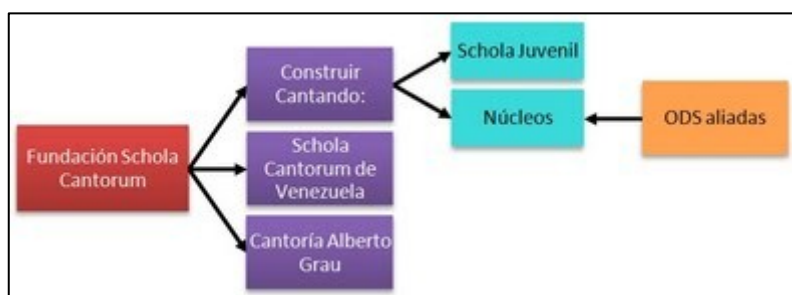 Fundación Schola
Cantorum
Construir
Cantando:
Schola
Cantorum de
Venezuela
Cantoría Alberto
Grau
Schola Juvenil
Núcleos
ODS aliadas